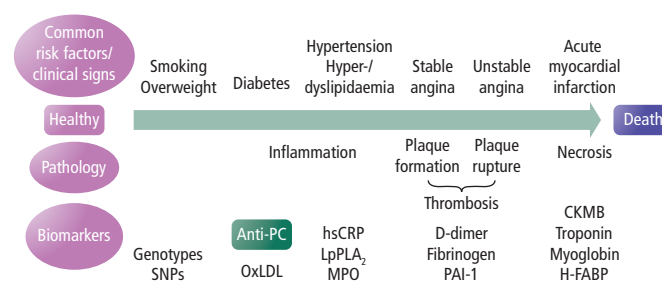 Common
risk factors/
clinical signs
Smoking
Overweight
Diabetes
Hypertension
Hyper-/
dyslipidaemia
Stable
angina
Unstable
angina
Acute
myocardial
infarction
Healthy
Death
Pathology
Inflammation
Plaque
formation
Plaque
rupture
Thrombosis
Necrosis
Biomarkers
Genotypes
SNPs
Anti-PC
OxLDL
hsCRP
LpPLA₂
MPO
D-dimer
Fibrinogen
PAI-1
CKMB
Troponin
Myoglobin
H-FABP